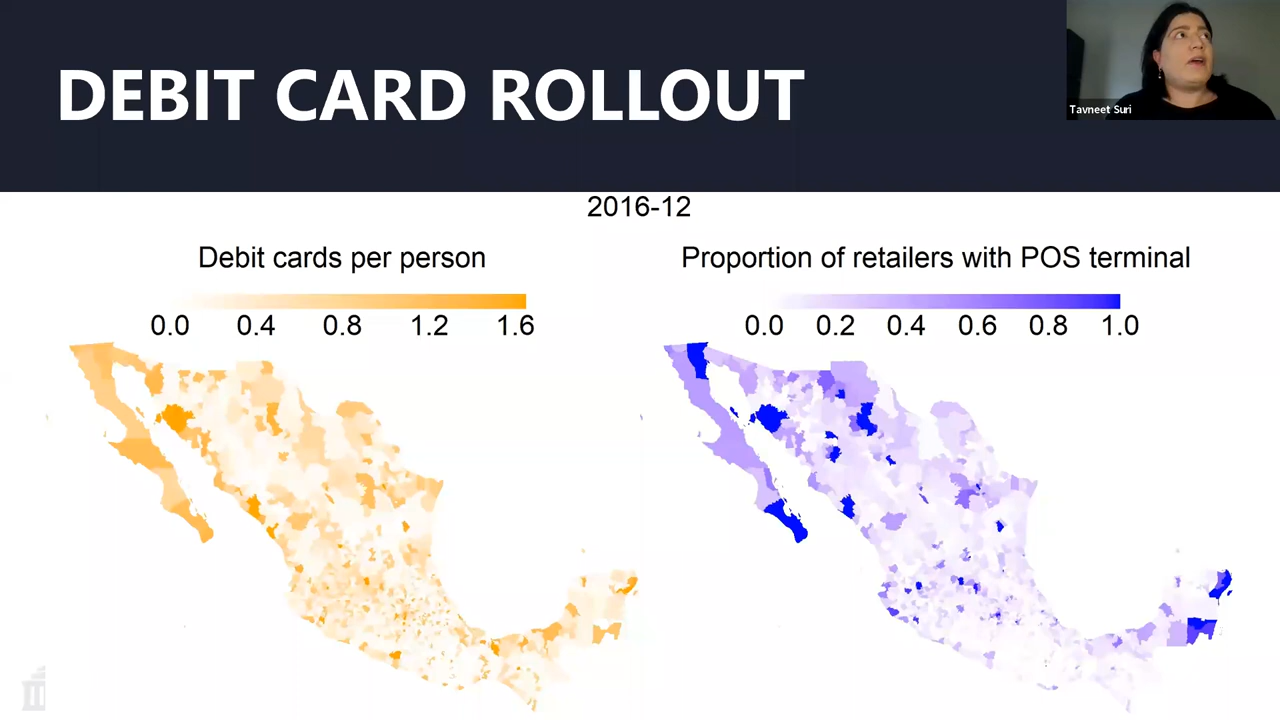 DEBIT CARD ROLLOUT
Tavneet Suri
2016-12
Debit cards per person
0.0 0.4 0.8 1.2 1.6
Proportion of retailers with POS terminal
0.0 0.2 0.4 0.6 0.8 1.0